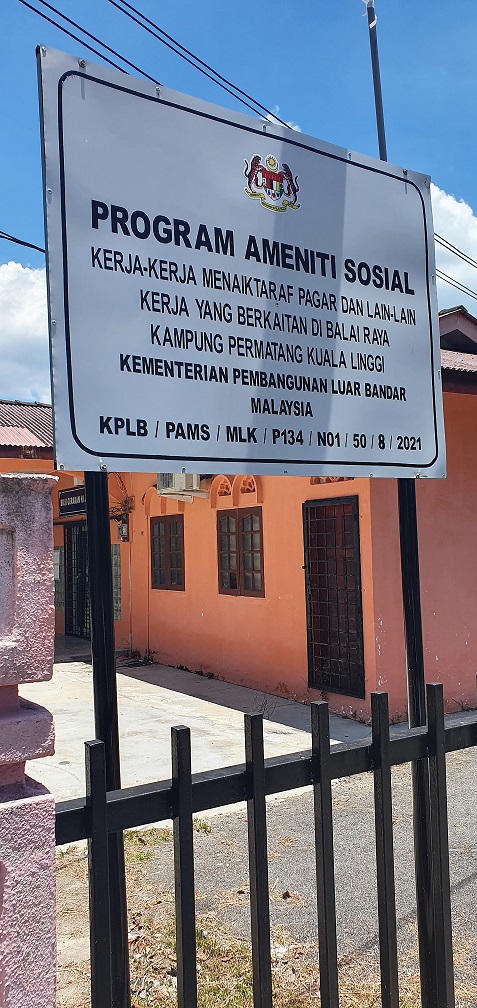 PROGRAM AMENITI SOSIAL
KERJA-KERJA MENAIKTARAF PAGAR DAN LAIN-LAIN
KERJA YANG BERKAITAN DI BALAI RAYA
KAMPUNG PERMATANG KUALA LINGGI
KEMENTERIAN PEMBANGUNAN LUAR BANDAR
MALAYSIA
KPLB / PAMS / MLK / P134 / N01 / 50 / 8 / 2021